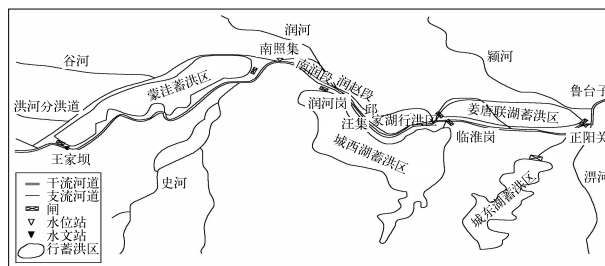 润河
谷河
南照集
颍河
鲁台子
南润段
润赵段
蒙洼蓄洪区
洪河分洪道
润河岗
邱家湖行洪区
姜唐联湖蓄洪区
汪集
王家坝
临淮岗
正阳关
城西湖蓄洪区
史河
淠河
城东湖蓄洪区
图例
干流河道
支流河道
闸
水位站
水文站
行蓄洪区